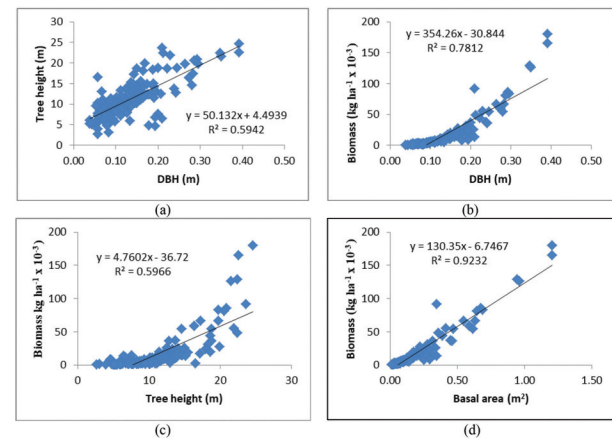 Tree height (m)
30
25
20
15
10
5
0
y = 50.132x + 4.4939
R² = 0.5942
0.00 0.10 0.20 0.30 0.40 0.50
DBH (m)
(a)
Biomass (kg ha⁻¹ x 10⁻³)
200
150
100
50
0
y = 354.26x - 30.844
R² = 0.7812
0.00 0.10 0.20 0.30 0.40 0.50
DBH (m)
(b)
Biomass kg ha⁻¹ x 10⁻³)
200
150
100
50
0
y = 4.7602x - 36.72
R² = 0.5966
0 10 20 30
Tree height (m)
(c)
Biomass (kg ha⁻¹ x 10⁻³)
200
150
100
50
0
y = 130.35x - 6.7467
R² = 0.9232
0.00 0.50 1.00 1.50
Basal area (m²)
(d)